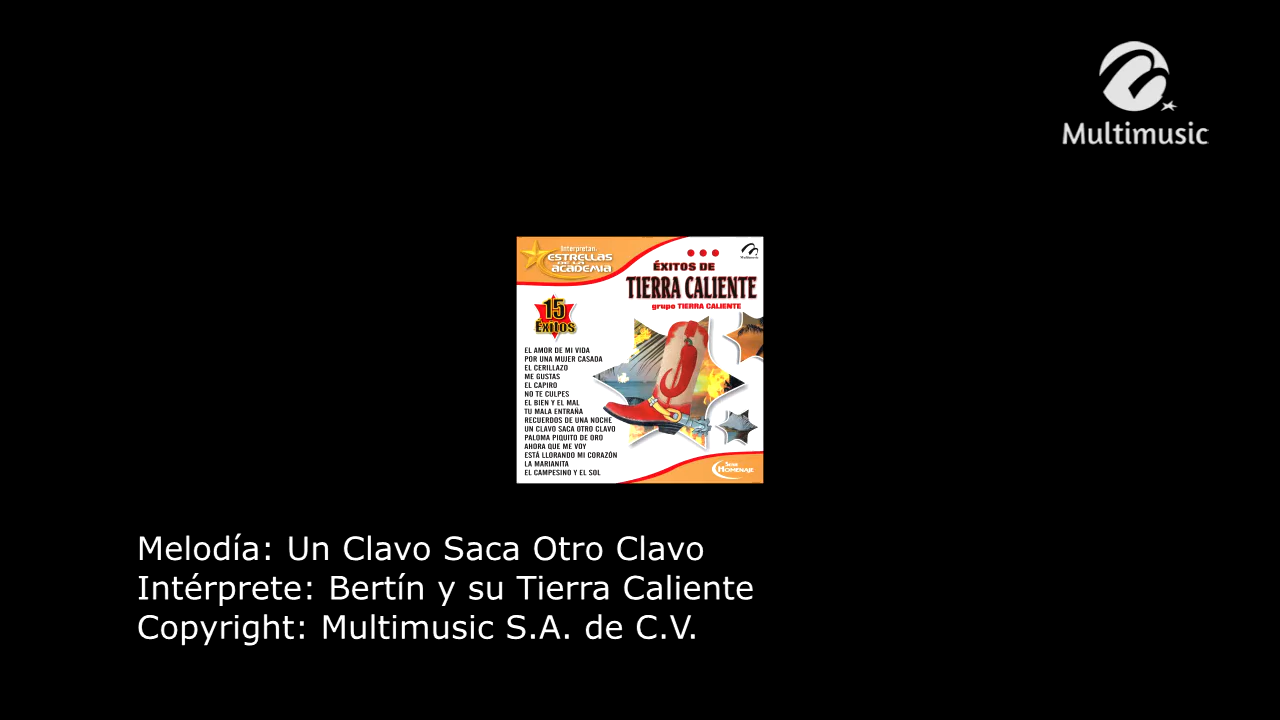 Multimusic
Interpretan.
ESTRELLAS
DE LA
ACADEMIA
ÉXITOS DE
TIERRA CALIENTE
grupo TIERRA CALIENTE
Multimusic
15
Éxitos
EL AMOR DE MI VIDA
POR UNA MUJER CASADA
EL CERILLAZO
ME GUSTAS
EL CAPIRO
NO TE CULPES
EL BIEN Y EL MAL
TU MALA ENTRAÑA
RECUERDOS DE UNA NOCHE
UN CLAVO SACA OTRO CLAVO
PALOMA PIQUITO DE ORO
AHORA QUE ME VOY
ESTÁ LLORANDO MI CORAZÓN
LA MARIANITA
EL CAMPESINO Y EL SOL
Serie
HOMENAJE
Melodía: Un Clavo Saca Otro Clavo
Intérprete: Bertín y su Tierra Caliente
Copyright: Multimusic S.A. de C.V.